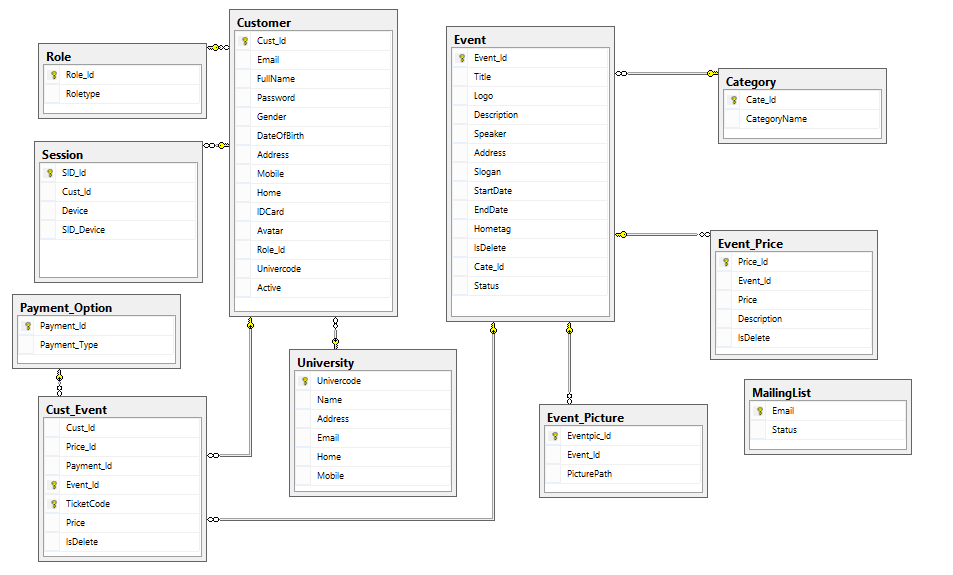 Customer
Cust_Id
Email
FullName
Password
Gender
DateOfBirth
Address
Mobile
Home
IDCard
Avatar
Role_Id
Univercode
Active
Role
Role_Id
Roletype
Session
SID_Id
Cust_Id
Device
SID_Device
Payment_Option
Payment_Id
Payment_Type
Cust_Event
Cust_Id
Price_Id
Payment_Id
Event_Id
TicketCode
Price
IsDelete
University
Univercode
Name
Address
Email
Home
Mobile
Event
Event_Id
Title
Logo
Description
Speaker
Address
Slogan
StartDate
EndDate
Hometag
IsDelete
Cate_Id
Status
Category
Cate_Id
CategoryName
Event_Price
Price_Id
Event_Id
Price
Description
IsDelete
Event_Picture
Eventpic_Id
Event_Id
PicturePath
MailingList
Email
Status